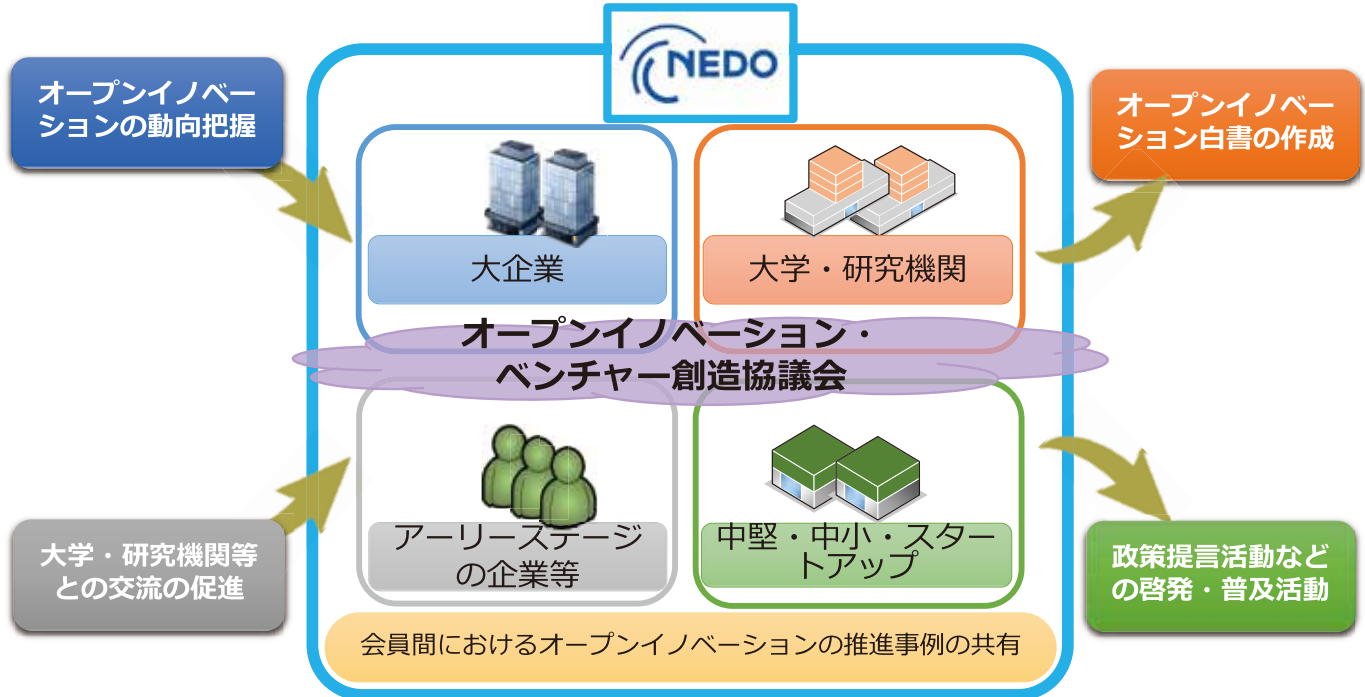 NEDO
オープンイノベー
ションの動向把握
オープンイノベー
ション白書の作成
大企業
大学・研究機関
オープンイノベーション・
ベンチャー創造協議会
アーリーステージ
の企業等
中堅・中小・スター
トアップ
大学・研究機関等
との交流の促進
政策提言活動など
の啓発・普及活動
会員間におけるオープンイノベーションの推進事例の共有